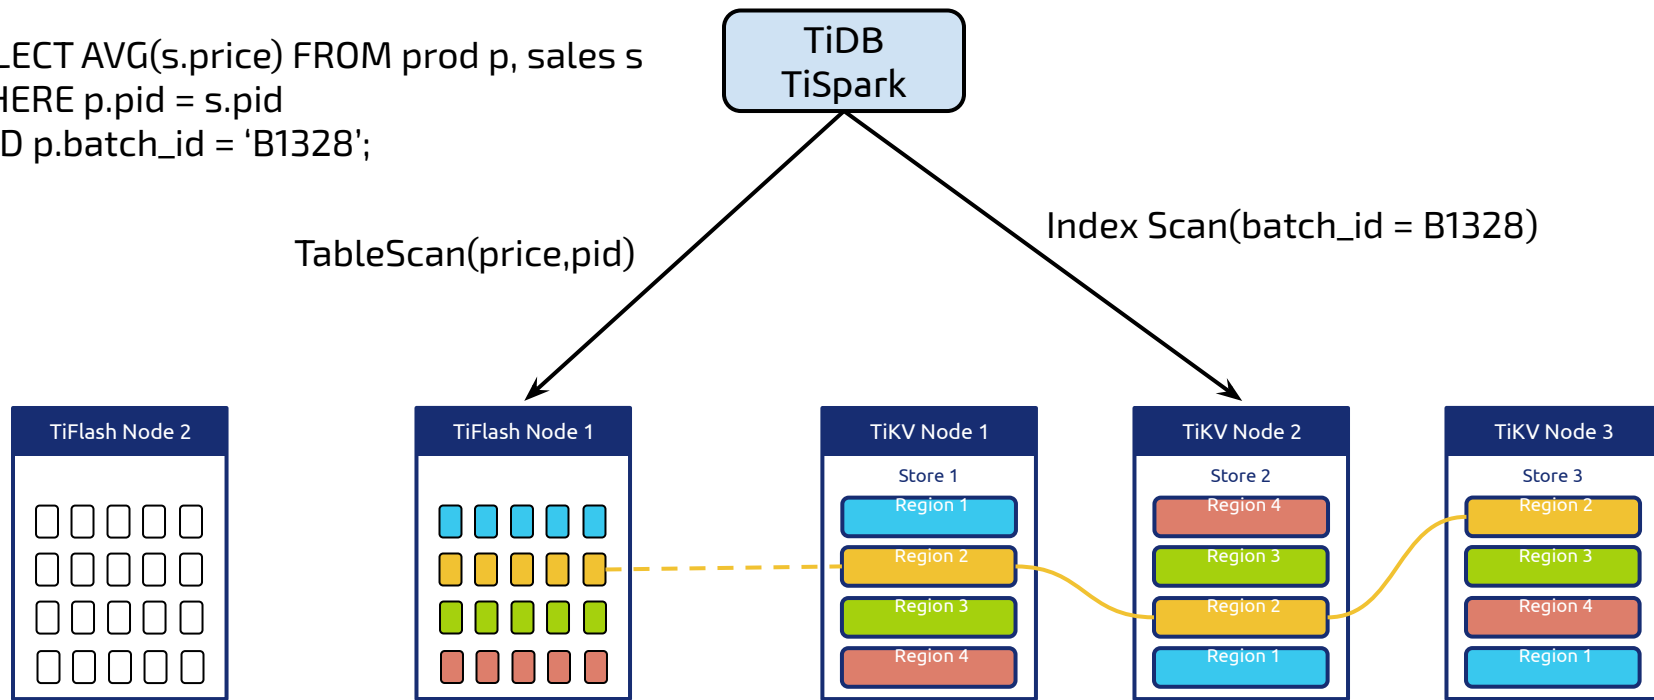 LECT AVG(s.price) FROM prod p, sales s
HERE p.pid = s.pid
D p.batch_id = ‘B1328’;
TiDB
TiSpark
TableScan(price,pid)
Index Scan(batch_id = B1328)
TiFlash Node 2
TiFlash Node 1
TiKV Node 1
Store 1
Region 1
Region 2
Region 3
Region 4
TiKV Node 2
Store 2
Region 4
Region 3
Region 2
Region 1
TiKV Node 3
Store 3
Region 2
Region 3
Region 4
Region 1